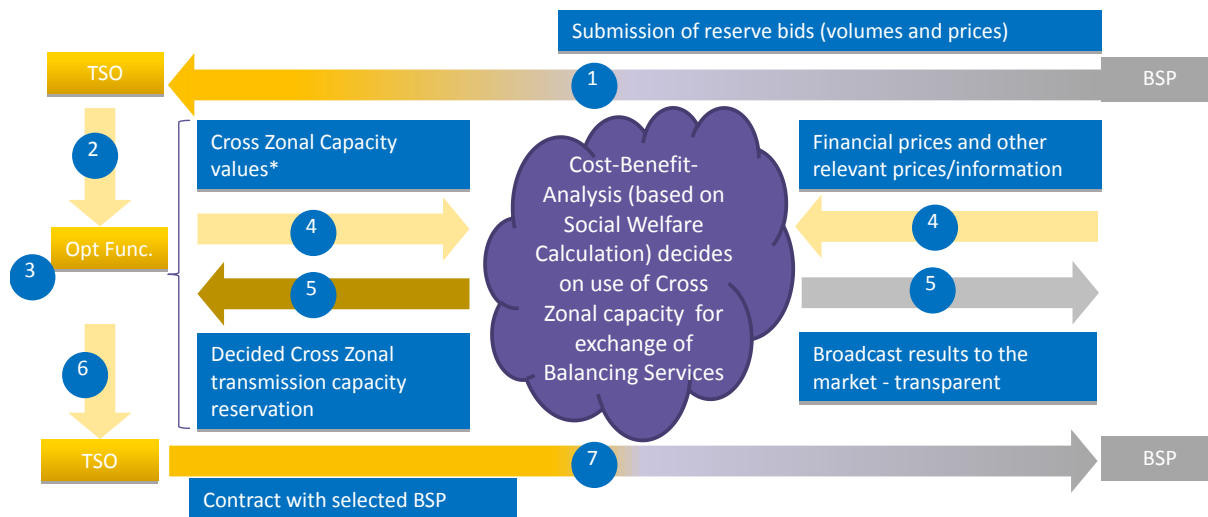 Submission of reserve bids (volumes and prices)
TSO
1
BSP
2
Cross Zonal Capacity
values*
Cost-Benefit-
Analysis (based on
Social Welfare
Calculation) decides
on use of Cross
Zonal capacity for
exchange of
Balancing Services
Financial prices and other
relevant prices/information
4
4
Opt Func.
3
5
5
6
Decided Cross Zonal
transmission capacity
reservation
Broadcast results to the
market - transparent
TSO
7
BSP
Contract with selected BSP